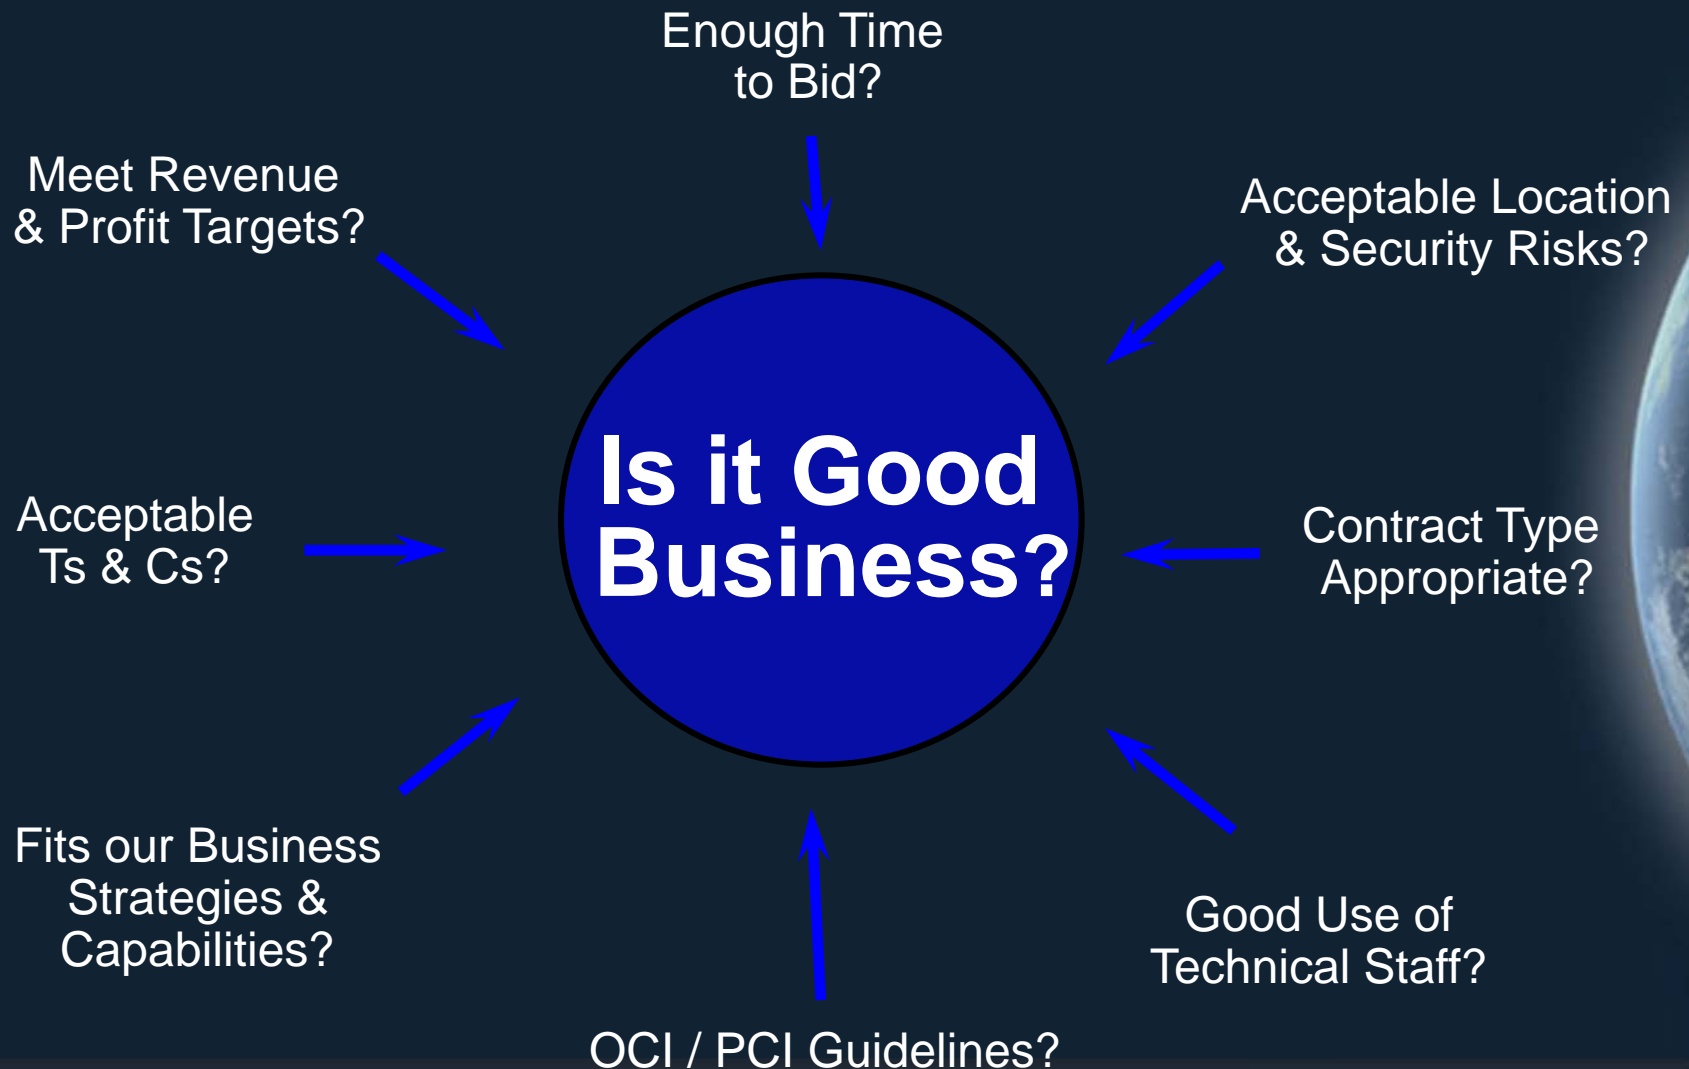 Enough Time
to Bid?
Meet Revenue
& Profit Targets?
Acceptable Location
& Security Risks?
Is it Good
Business?
Acceptable
Ts & Cs?
Contract Type
Appropriate?
Fits our Business
Strategies &
Capabilities?
Good Use of
Technical Staff?
OCI / PCI Guidelines?